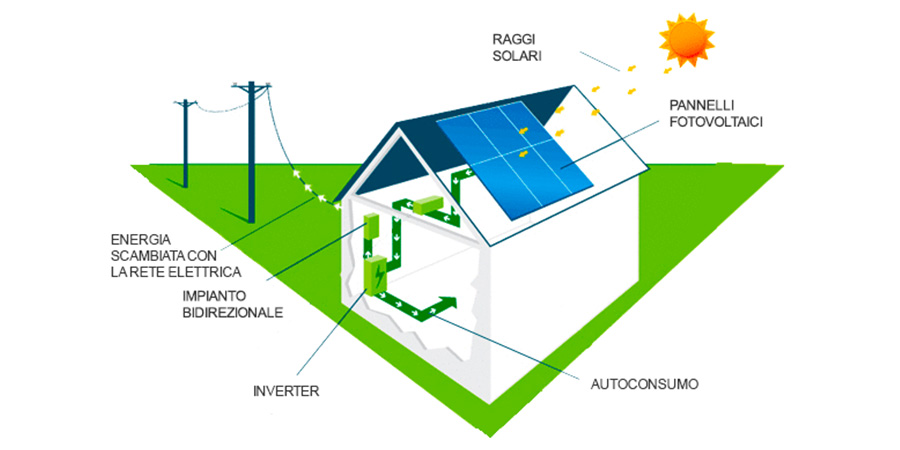 RAGGI
SOLARI
PANNELLI
FOTOVOLTAICI
ENERGIA
SCAMBIATA CON
LA RETE ELETTRICA
IMPIANTO
BIDIREZIONALE
INVERTER
AUTOCONSUMO